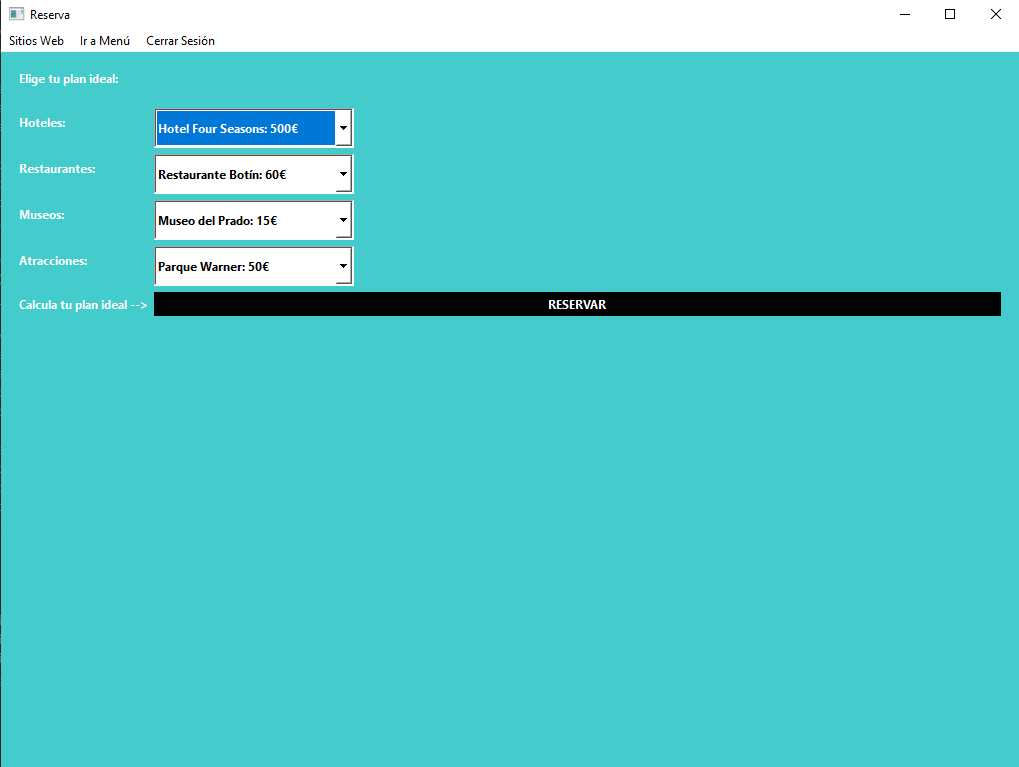 Reserva
Sitios Web Ir a Menú Cerrar Sesión
Elige tu plan ideal:
Hoteles: Hotel Four Seasons: 500€
Restaurantes: Restaurante Botín: 60€
Museos: Museo del Prado: 15€
Atracciones: Parque Warner: 50€
Calcula tu plan ideal --> RESERVAR